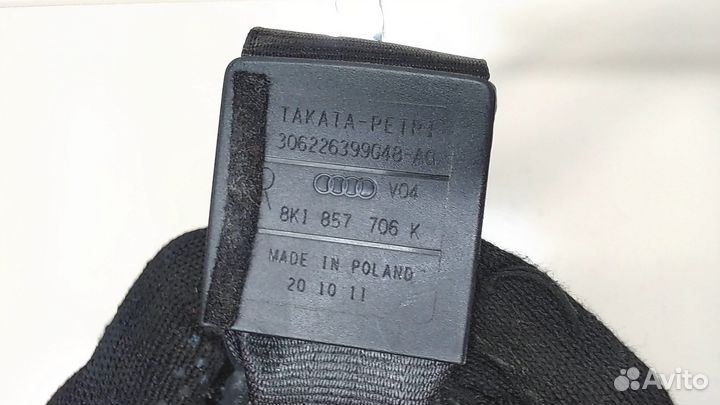 TAKATA-PETRI
306226399048-AG
R V04
8K1 857 706 K
MADE IN POLAND
20 10 11
Avito